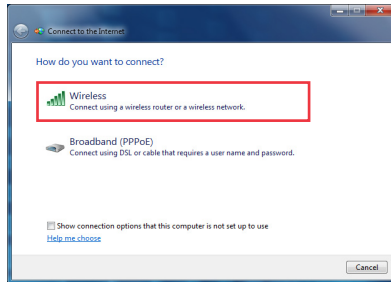 Connect to the Internet
How do you want to connect?
Wireless
Connect using a wireless router or a wireless network.
Broadband (PPPoE)
Connect using DSL or cable that requires a user name and password.
Show connection options that this computer is not set up to use
Help me choose
Cancel